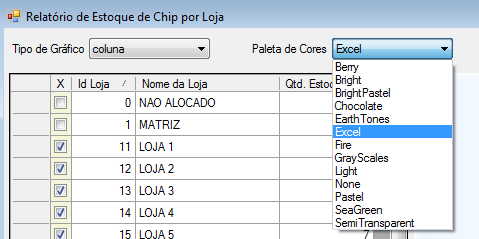 Relatório de Estoque de Chip por Loja
Tipo de Gráfico coluna Paleta de Cores Excel
X Id Loja / Nome da Loja Qtd. Estoc
0 NAO ALOCADO
1 MATRIZ
11 LOJA 1
12 LOJA 2
13 LOJA 3
14 LOJA 4
15 LOJA 5 7
Berry
Bright
BrightPastel
Chocolate
EarthTones
Excel
Fire
GrayScales
Light
None
Pastel
SeaGreen
SemiTransparent